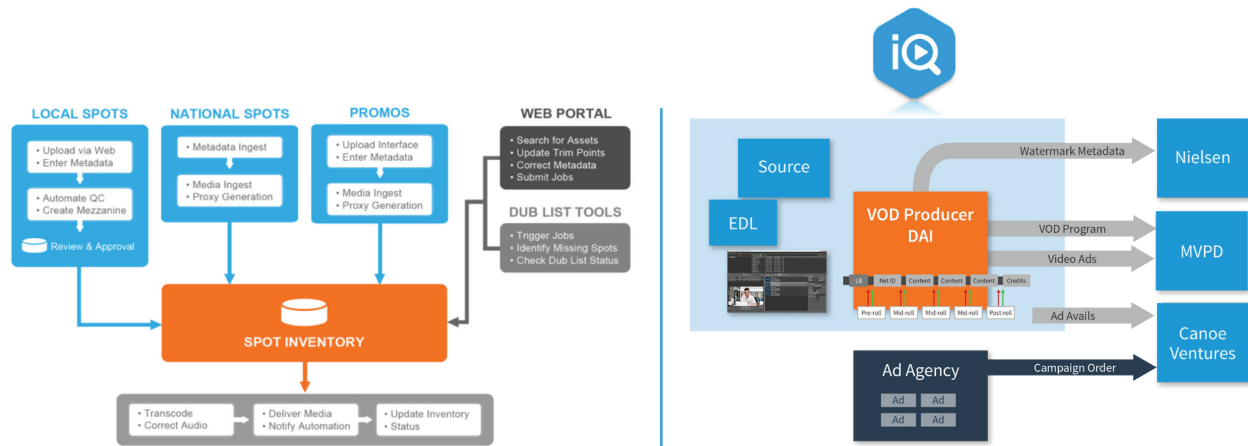 LOCAL SPOTS
• Upload via Web
• Enter Metadata
• Automate QC
• Create Mezzanine
Review & Approval
NATIONAL SPOTS
• Metadata Ingest
• Media Ingest
• Proxy Generation
PROMOS
• Upload Interface
• Enter Metadata
• Media Ingest
• Proxy Generation
WEB PORTAL
• Search for Assets
• Update Trim Points
• Correct Metadata
• Submit Jobs
DUB LIST TOOLS
• Trigger Jobs
• Identify Missing Spots
• Check Dub List Status
SPOT INVENTORY
• Transcode
• Correct Audio
• Deliver Media
• Notify Automation
• Update Inventory
• Status
iQ
Source
EDL
VOD Producer
DAI
LB
Net ID
Content
Content
Content
Credits
Pre-roll
Mid-roll
Mid-roll
Mid-roll
Post-roll
Watermark Metadata
Nielsen
VOD Program
Video Ads
MVPD
Ad Avails
Canoe
Ventures
Campaign Order
Ad Agency
Ad
Ad
Ad
Ad